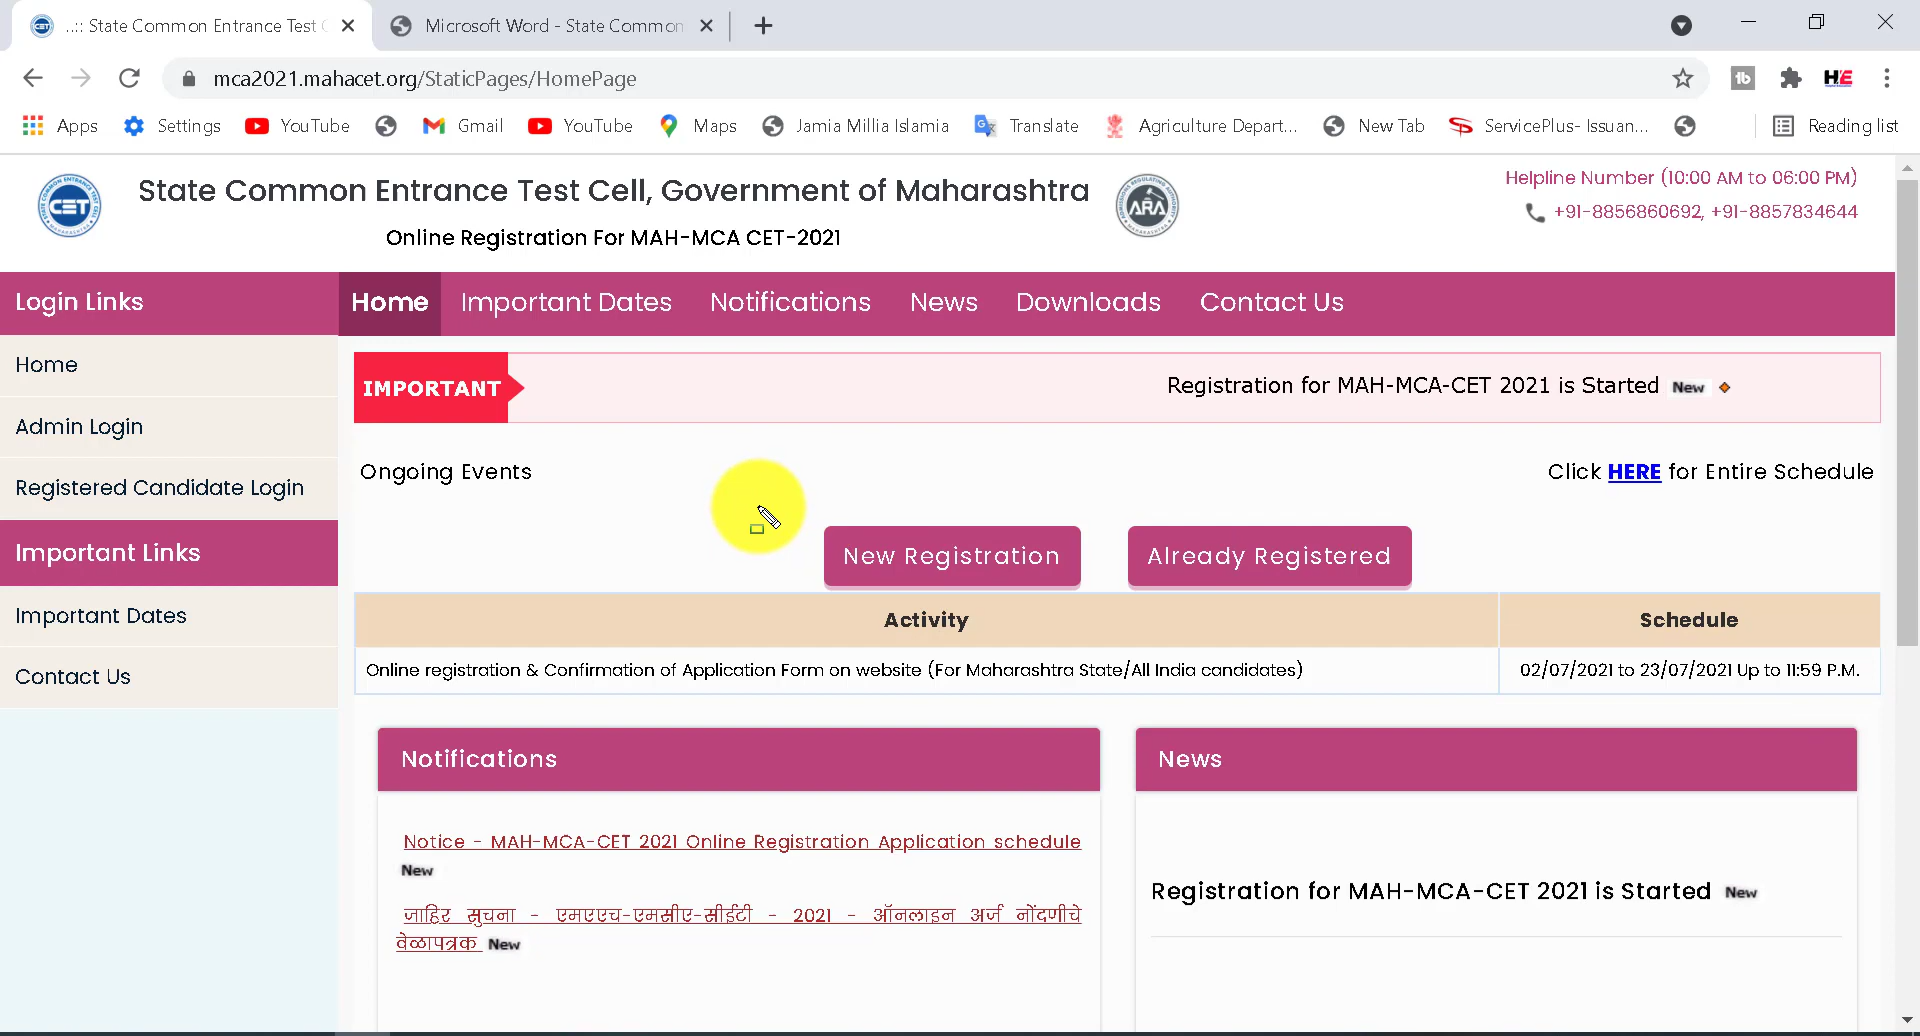 ..:: State Common Entrance Test C
Microsoft Word - State Common
mca2021.mahacet.org/StaticPages/HomePage
Apps
Settings
YouTube
Gmail
YouTube
Maps
Jamia Millia Islamia
Translate
Agriculture Depart...
New Tab
ServicePlus- Issuan...
Reading list
CET
State Common Entrance Test Cell, Government of Maharashtra
Online Registration For MAH-MCA CET-2021
ARA
Helpline Number (10:00 AM to 06:00 PM)
+91-8856860692, +91-8857834644
Login Links
Home
Admin Login
Registered Candidate Login
Important Links
Important Dates
Contact Us
Home
Important Dates
Notifications
News
Downloads
Contact Us
IMPORTANT
Registration for MAH-MCA-CET 2021 is Started New
Ongoing Events
Click HERE for Entire Schedule
New Registration
Already Registered
Activity
Schedule
Online registration & Confirmation of Application Form on website (For Maharashtra State/All India candidates)
02/07/2021 to 23/07/2021 Up to 11:59 P.M.
Notifications
Notice - MAH-MCA-CET 2021 Online Registration Application schedule
New
जाहिर सुचना - एमएएच-एमसीए-सीईटी - 2021 - ऑनलाइन अर्ज नोंदणीचे
वेळापत्रक New
News
Registration for MAH-MCA-CET 2021 is Started New